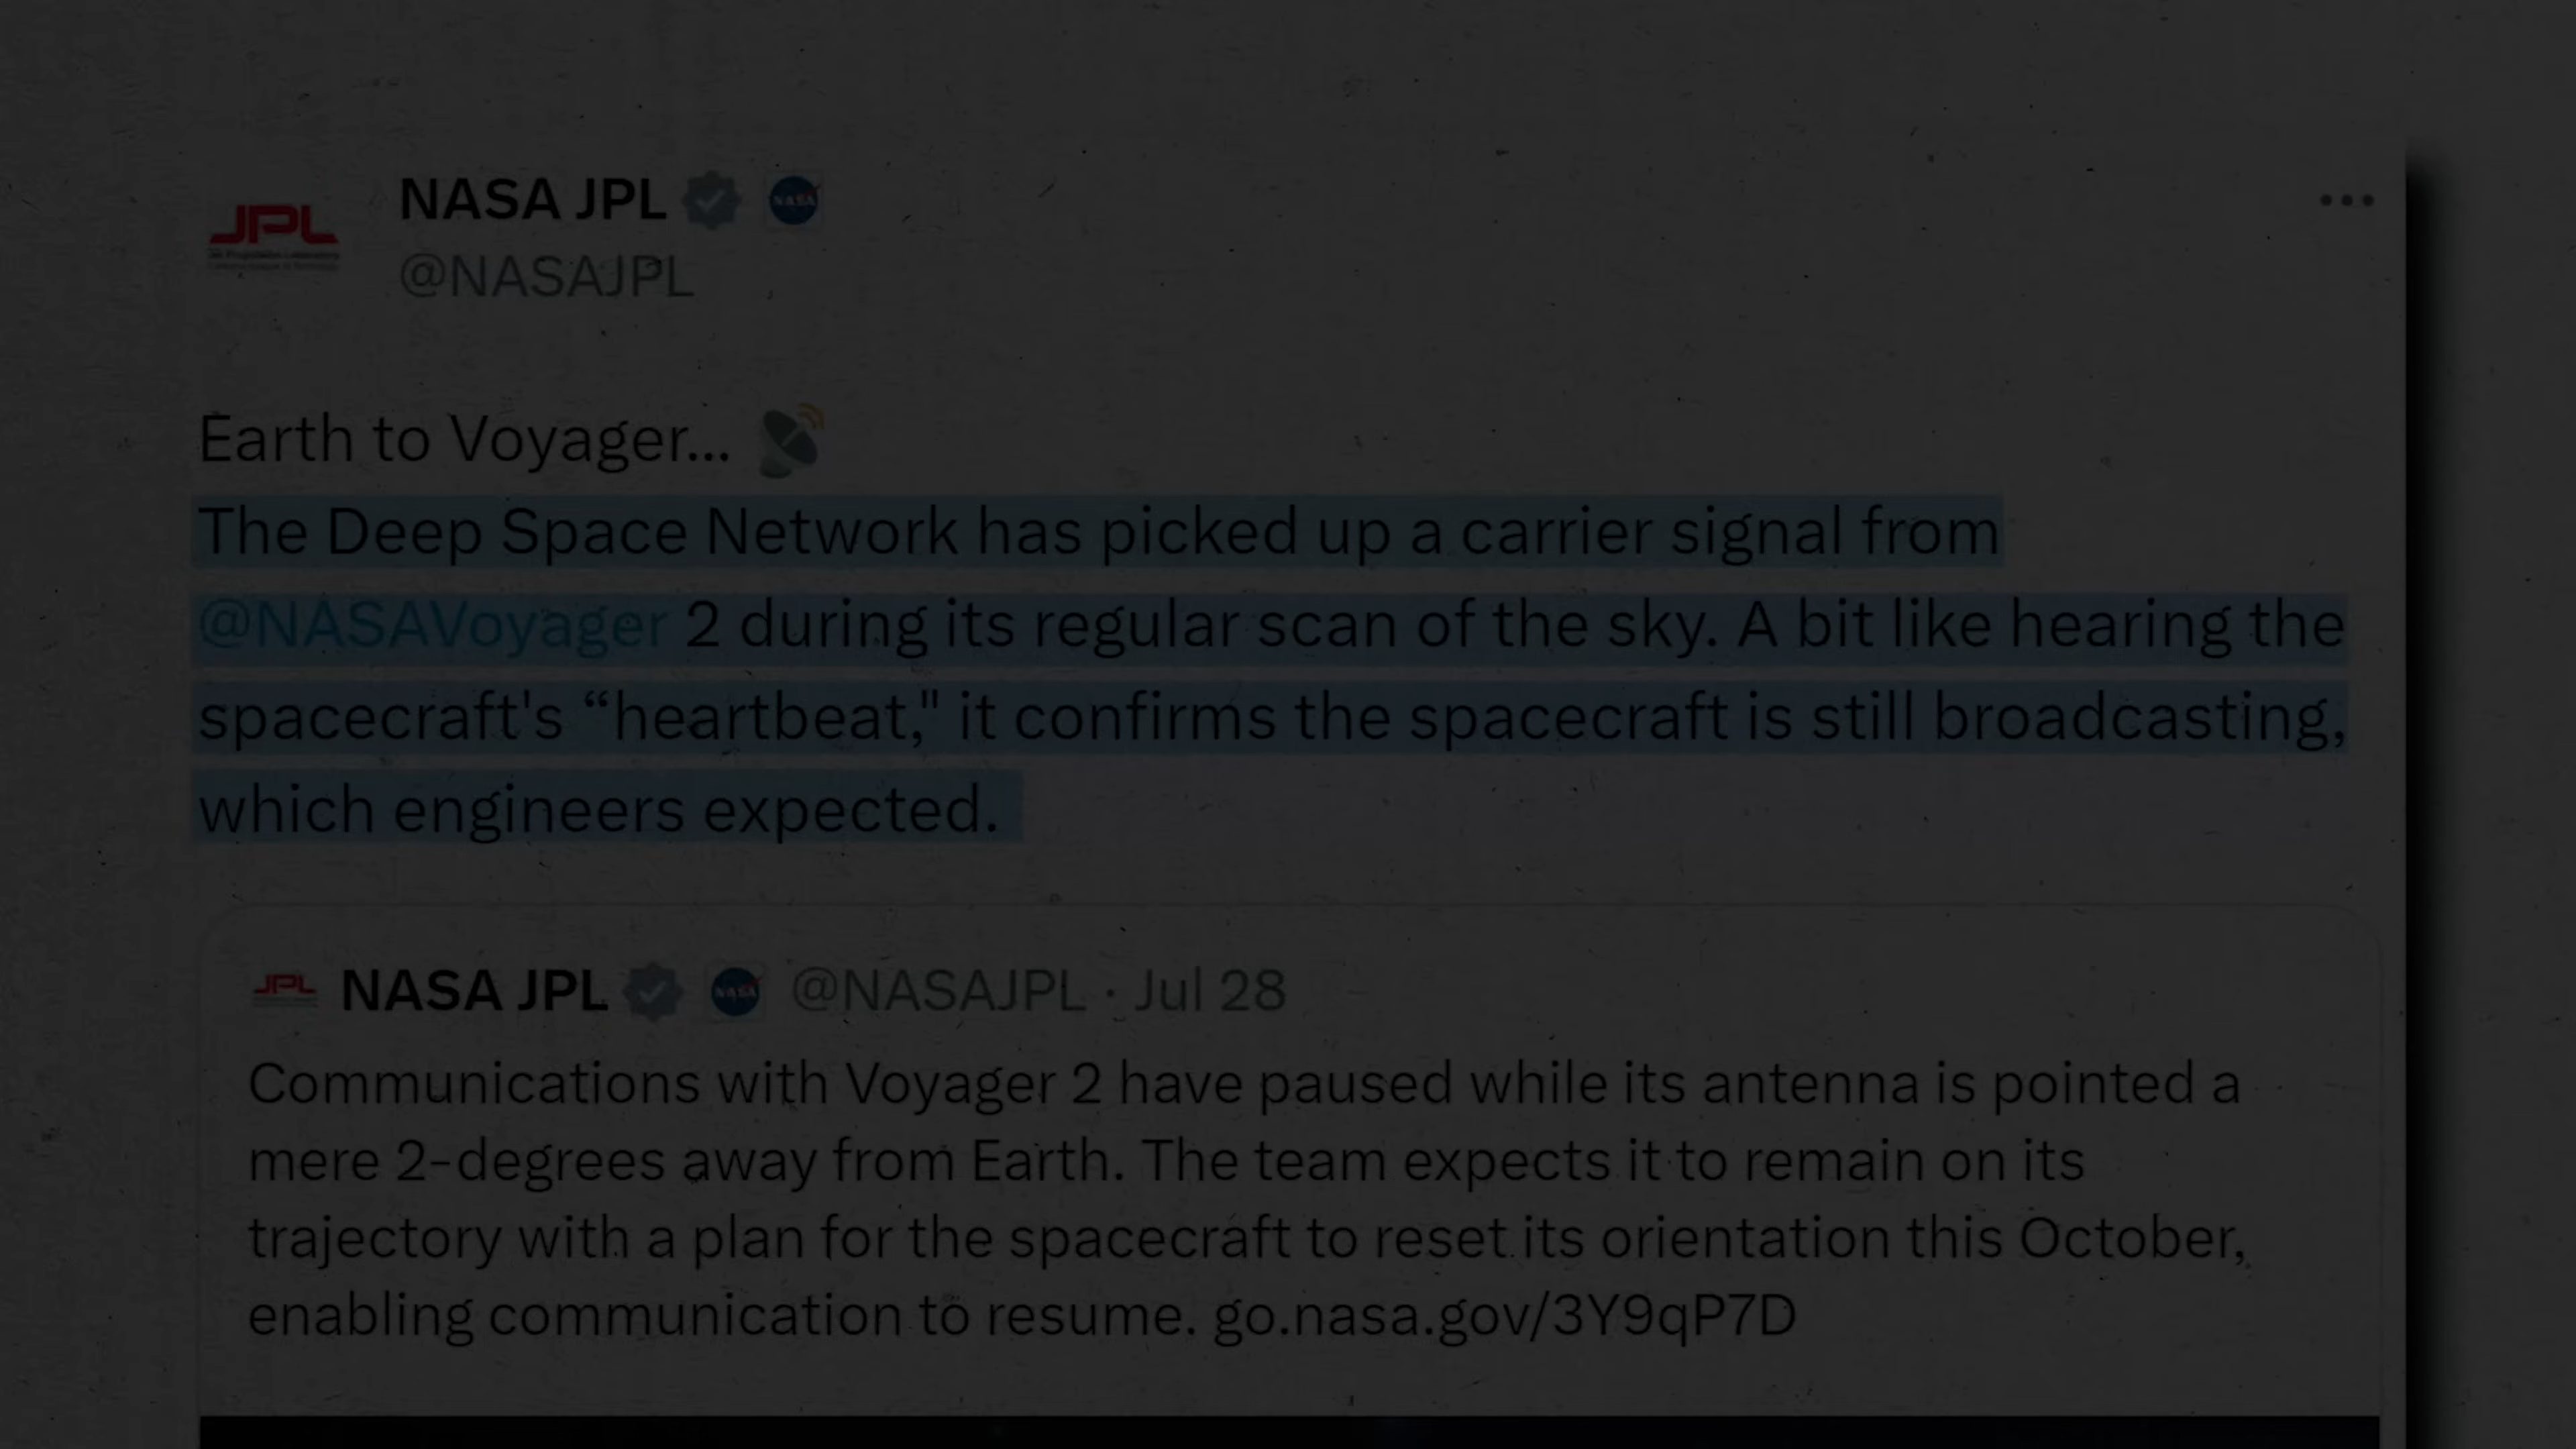 NASA JPL
@NASAJPL
JPL
NASA
Earth to Voyager...
The Deep Space Network has picked up a carrier signal from
@NASAVoyager 2 during its regular scan of the sky. A bit like hearing the
spacecraft's “heartbeat," it confirms the spacecraft is still broadcasting,
which engineers expected.
JPL NASA JPL NASA @NASAJPL · Jul 28
Communications with Voyager 2 have paused while its antenna is pointed a
mere 2-degrees away from Earth. The team expects it to remain on its
trajectory with a plan for the spacecraft to reset its orientation this October,
enabling communication to resume. go.nasa.gov/3Y9qP7D